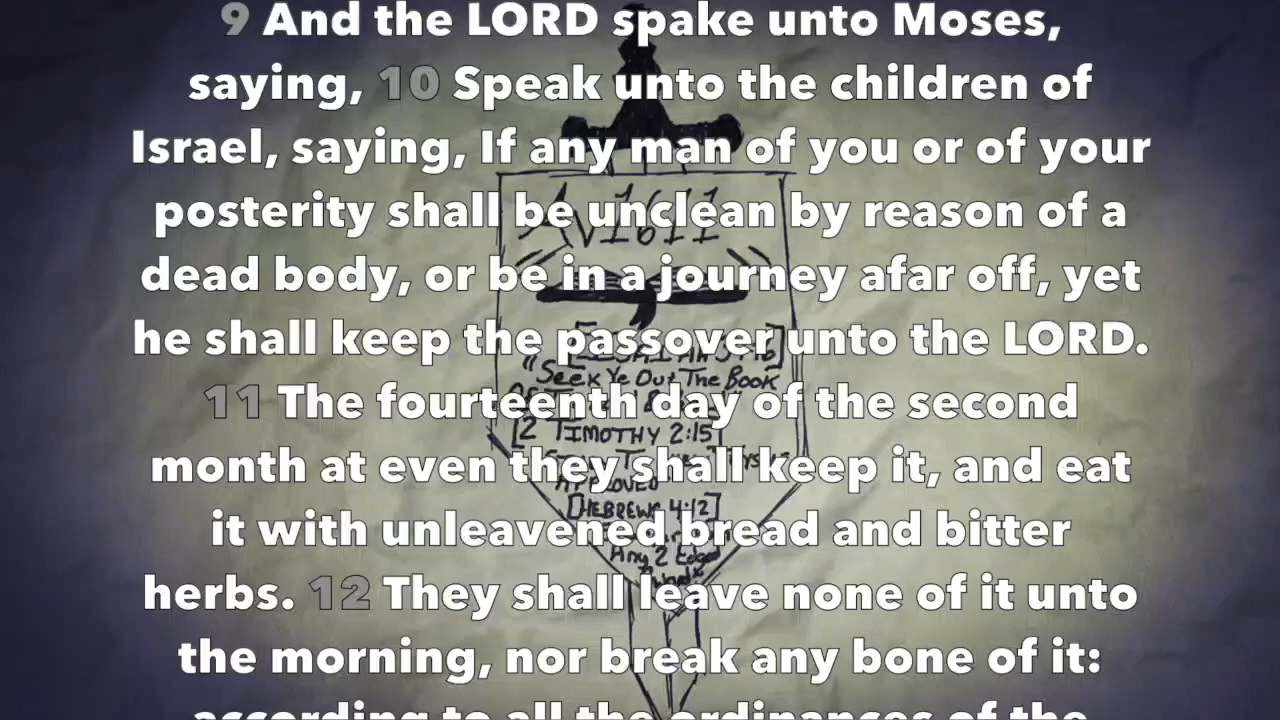 9 And the LORD spake unto Moses,
saying, 10 Speak unto the children of
Israel, saying, If any man of you or of your
posterity shall be unclean by reason of a
dead body, or be in a journey afar off, yet
he shall keep the passover unto the LORD.
11 The fourteenth day of the second
month at even they shall keep it, and eat
it with unleavened bread and bitter
herbs. 12 They shall leave none of it unto
the morning, nor break any bone of it:
according to all the ordinances of the
AV1611
"Seek Ye Out The Book
[2 TIMOTHY 2:15]
APPROVED
[HEBREWS 4:12]
Any 2 Edged